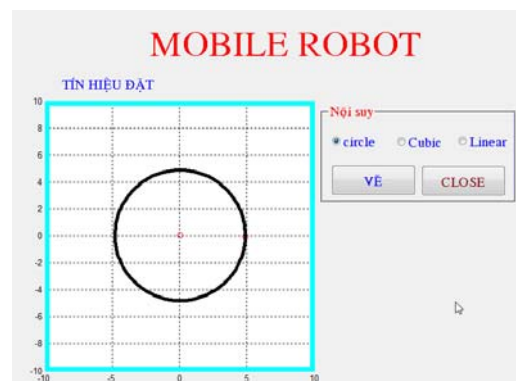 MOBILE ROBOT
TÍN HIỆU ĐẶT
10
8
6
4
2
0
-2
-4
-6
-8
-10
-10 -5 0 5 10
Nội suy
circle Cubic Linear
VẼ CLOSE